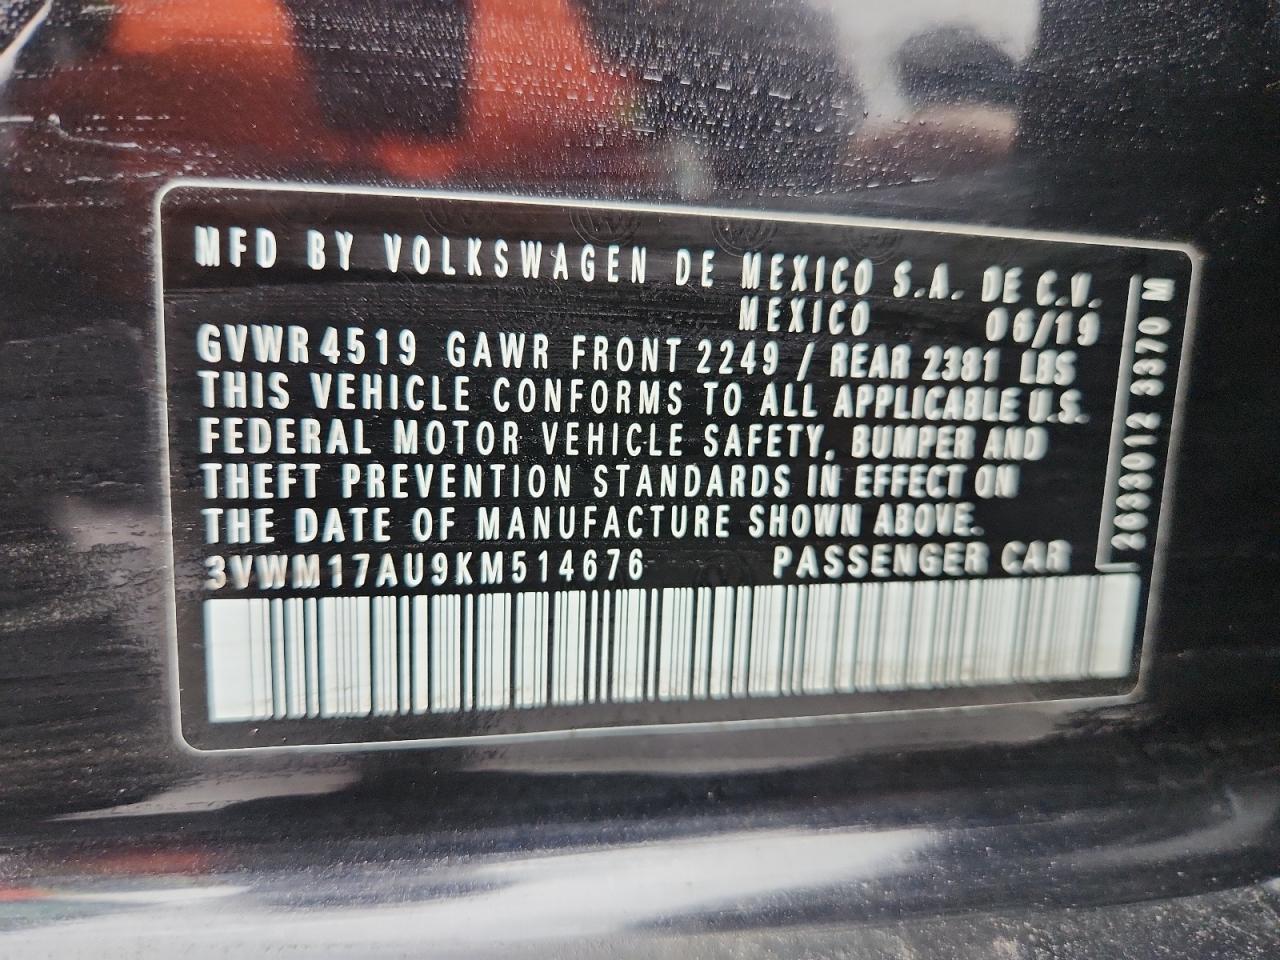 MFD BY VOLKSWAGEN DE MEXICO S.A. DE C.V.
MEXICO 06/19
GVWR 4519 GAWR FRONT 2249 / REAR 2381 LBS
THIS VEHICLE CONFORMS TO ALL APPLICABLE U.S.
FEDERAL MOTOR VEHICLE SAFETY, BUMPER AND
THEFT PREVENTION STANDARDS IN EFFECT ON
THE DATE OF MANUFACTURE SHOWN ABOVE.
3VWM17AU9KM514676 PASSENGER CAR
2633012 3370 M